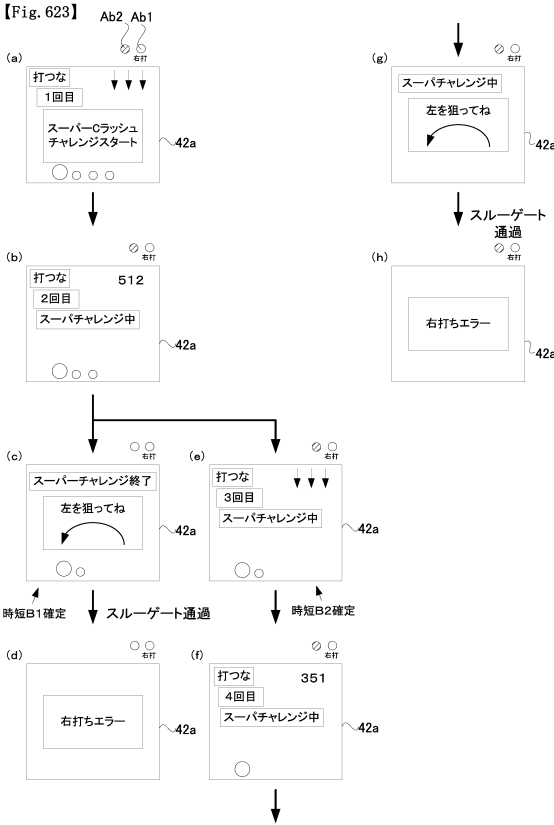 【Fig. 623】
Ab2 Ab1
(a)
右打
打つな
1回目
スーパーCラッシュ
チャレンジスタート
42a
(b)
右打
打つな
512
2回目
スーパチャレンジ中
42a
(c)
右打
スーパーチャレンジ終了
左を狙ってね
42a
時短B1確定
スルーゲート通過
(d)
右打
右打ちエラー
42a
(e)
右打
打つな
3回目
スーパチャレンジ中
42a
時短B2確定
(f)
右打
打つな
351
4回目
スーパチャレンジ中
42a
(g)
右打
スーパチャレンジ中
左を狙ってね
42a
スルーゲート
通過
(h)
右打
右打ちエラー
42a